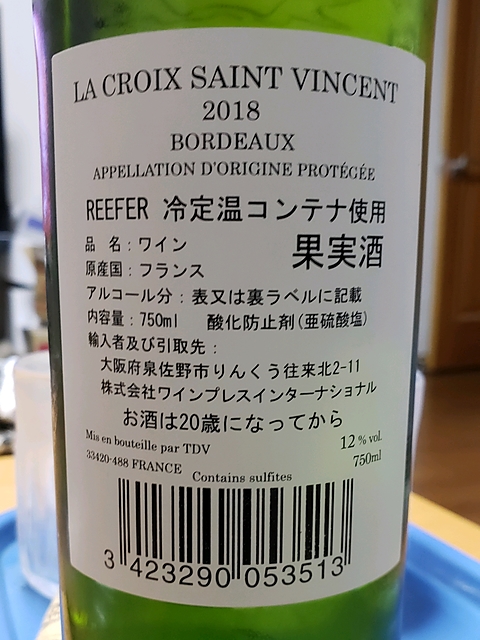 LA CROIX SAINT VINCENT
2018
BORDEAUX
APPELLATION D'ORIGINE PROTÉCÉE
REEFER 冷定温コンテナ使用
品 名：ワイン
果実酒
原産国：フランス
アルコール分：表又は裏ラベルに記載
内容量：750ml 酸化防止剤(亜硫酸塩)
輸入者及び引取先：
大阪府泉佐野市りんくう往来北2-11
株式会社ワインプレスインターナショナル
お酒は20歳になってから
Mis en bouteille par TDV
12 % vol.
33420-488 FRANCE
750ml
Contains sulfites
3 423290 053513